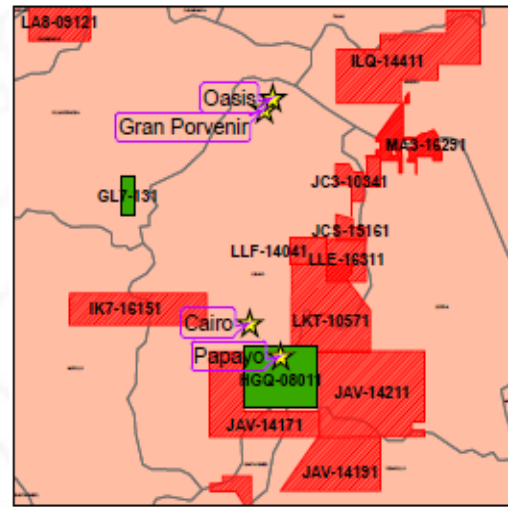 LA8-09121
ILQ-14411
Oasis
Gran Porvenir
MA3-16291
JC3-10341
GL7-131
JCS-15161
LLF-14041
LLE-16311
IK7-16151
LKT-10571
Cairo
Papayo
HGQ-08011
JAV-14211
JAV-14171
JAV-14191